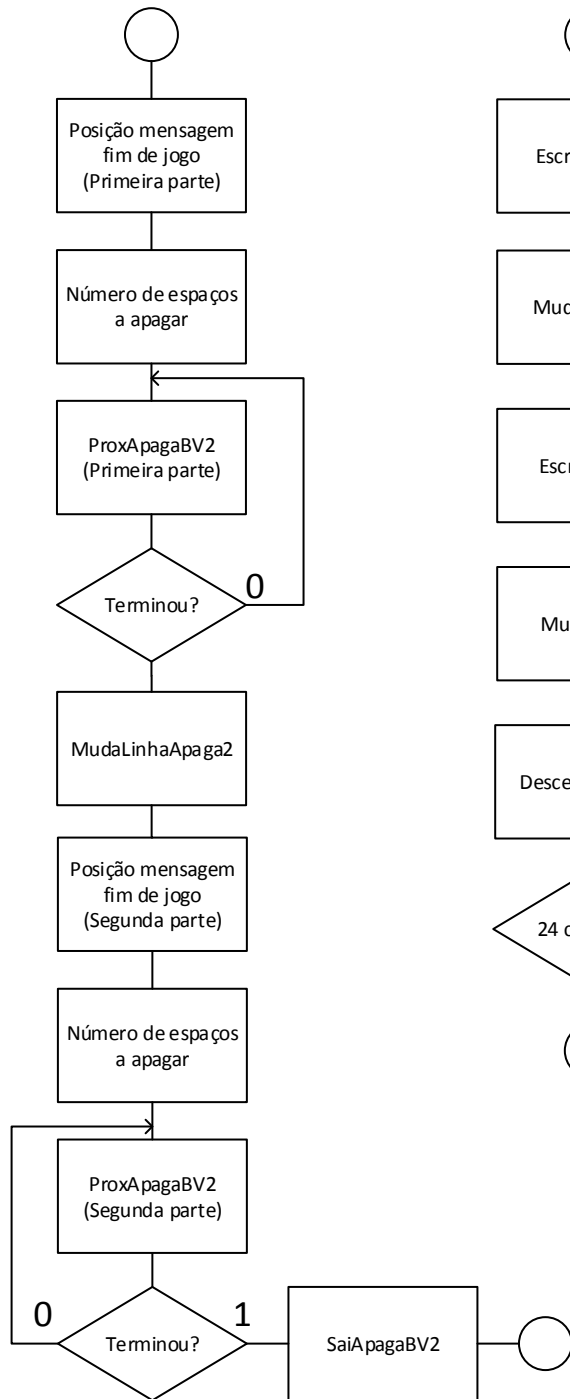 Posição mensagem
fim de jogo
(Primeira parte)
Número de espaços
a apagar
ProxApagaBV2
(Primeira parte)
Terminou?
0
MudaLinhaApaga2
Posição mensagem
fim de jogo
(Segunda parte)
Número de espaços
a apagar
ProxApagaBV2
(Segunda parte)
0
Terminou?
1
SaiApagaBV2
24